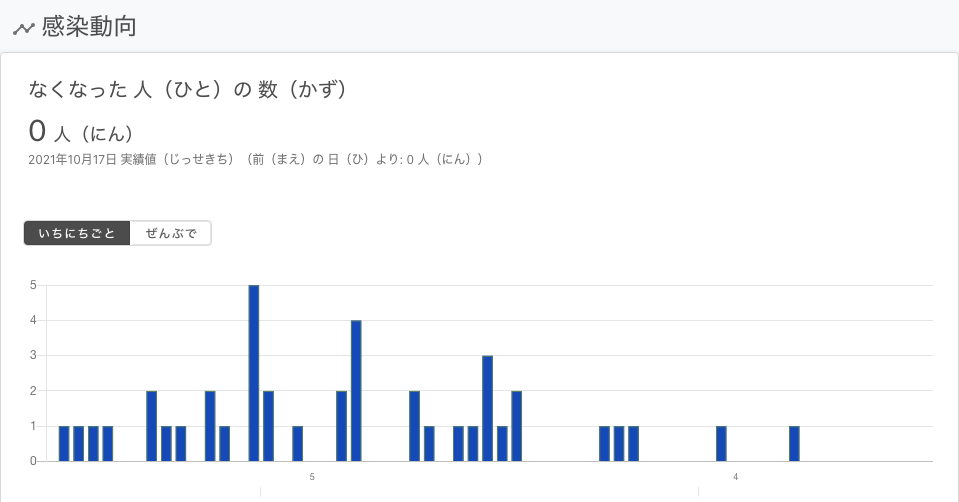 感染動向
なくなった 人（ひと）の 数（かず）
0 人（にん）
2021年10月17日 実績値（じっせきち）（前（まえ）の 日（ひ）より: 0 人（にん））
いちにちごと ぜんぶで
5
4
3
2
1
0
5 4